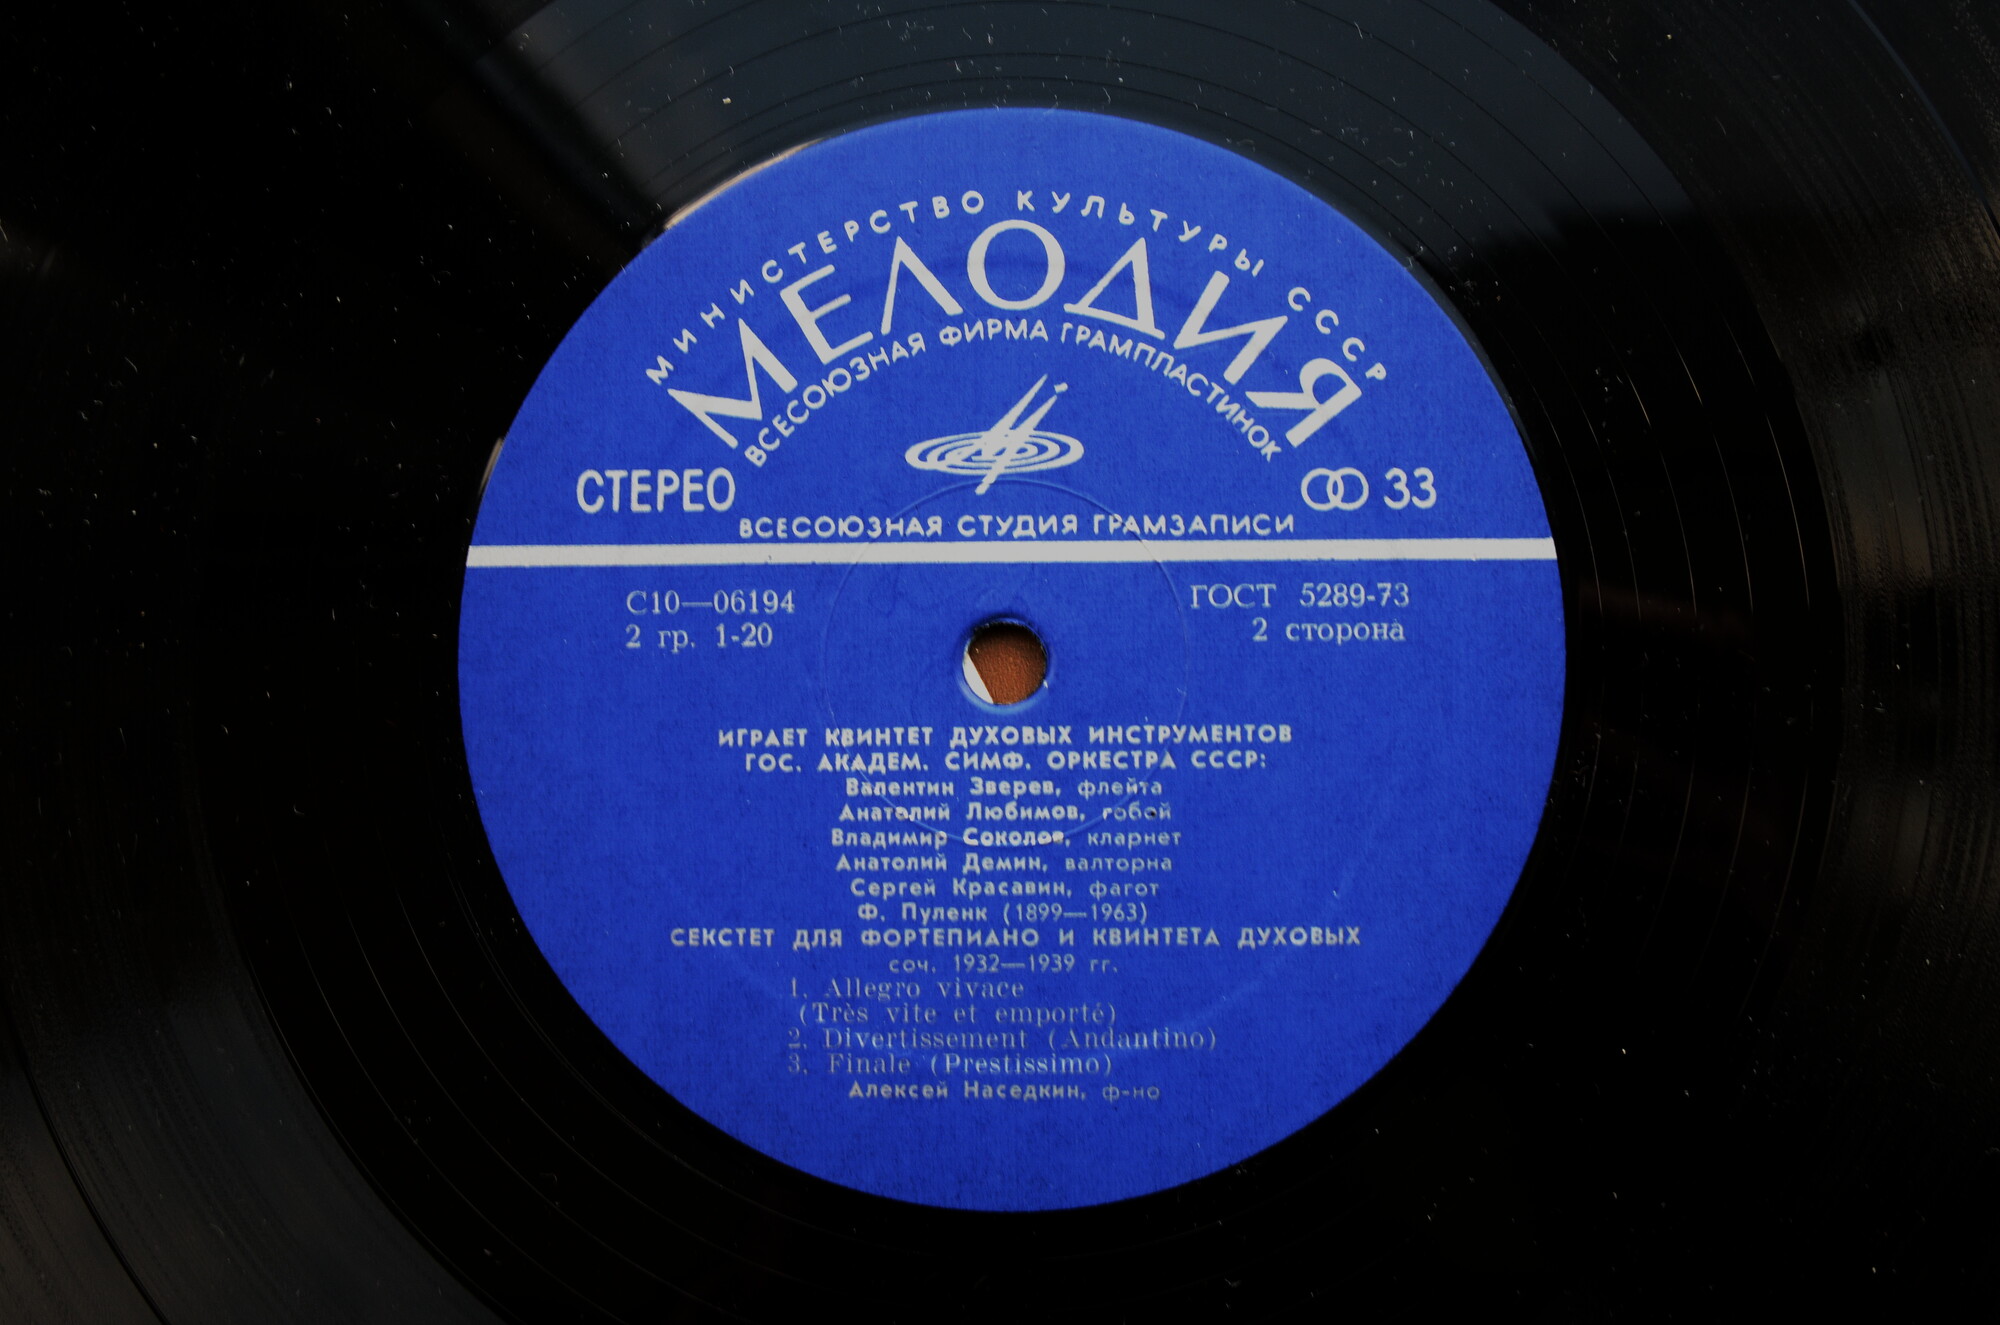 МИНИСТЕРСТВО КУЛЬТУРЫ СССР
МЕЛОДИЯ
ВСЕСОЮЗНАЯ ФИРМА ГРАМПЛАСТИНОК
СТЕРЕО
33
ВСЕСОЮЗНАЯ СТУДИЯ ГРАМЗАПИСИ
С10—06194
ГОСТ 5289-73
2 гр. 1-20
2 сторона
ИГРАЕТ КВИНТЕТ ДУХОВЫХ ИНСТРУМЕНТОВ
ГОС. АКАДЕМ. СИМФ. ОРКЕСТРА СССР:
Валентин Зверев, флейта
Анатолий Любимов, гобой
Владимир Соколов, кларнет
Анатолий Демин, валторна
Сергей Красавин, фагот
Ф. Пуленк (1899—1963)
СЕКСТЕТ ДЛЯ ФОРТЕПИАНО И КВИНТЕТА ДУХОВЫХ
соч. 1932—1939 гг.
1. Allegro vivace
(Très vite et emporté)
2. Divertissement (Andantino)
3. Finale (Prestissimo)
Алексей Наседкин, ф-но